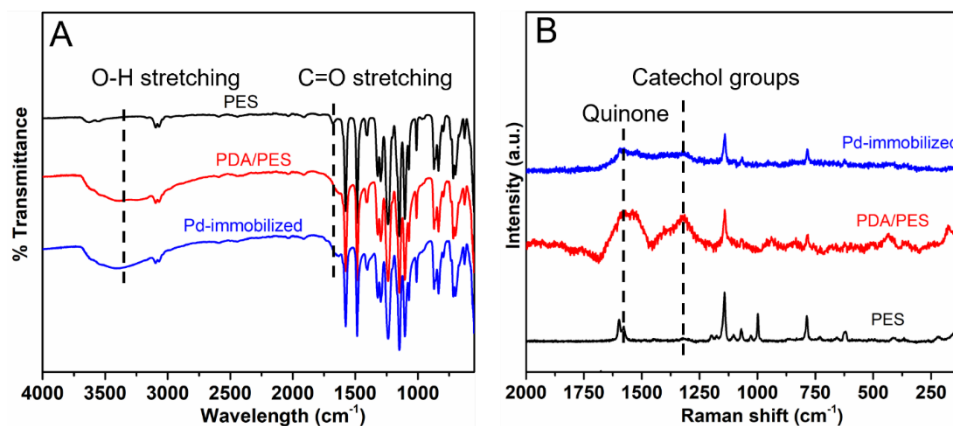 A
O-H stretching
C=O stretching
PES
PDA/PES
Pd-immobilized
% Transmittance
4000 3500 3000 2500 2000 1500 1000
Wavelength (cm-1)
B
Catechol groups
Quinone
Pd-immobilized
PDA/PES
PES
Intensity (a.u.)
2000 1750 1500 1250 1000 750 500 250
Raman shift (cm-1)